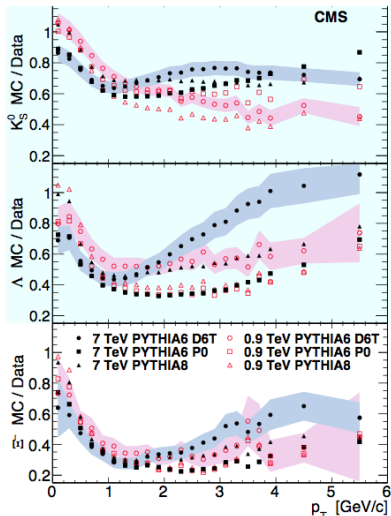 CMS
K⁰_S MC / Data
1
0.8
0.6
0.4
0.2
Λ MC / Data
1
0.8
0.6
0.4
0.2
Ξ⁻ MC / Data
1
0.8
0.6
0.4
0.2
7 TeV PYTHIA6 D6T
7 TeV PYTHIA6 P0
7 TeV PYTHIA8
0.9 TeV PYTHIA6 D6T
0.9 TeV PYTHIA6 P0
0.9 TeV PYTHIA8
0 1 2 3 4 5 6
p_T [GeV/c]